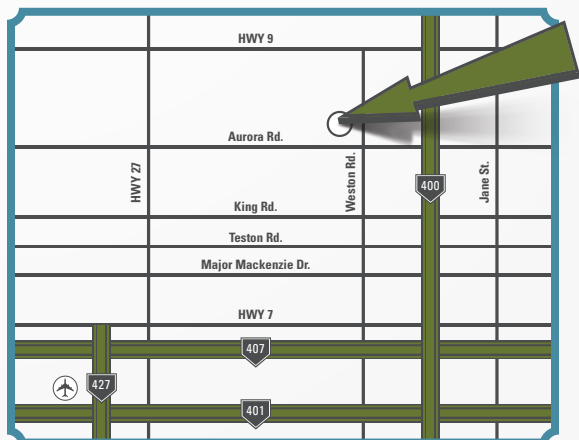 HWY 9
Aurora Rd.
HWY 27
Weston Rd.
Jane St.
400
King Rd.
Teston Rd.
Major Mackenzie Dr.
HWY 7
407
427
401